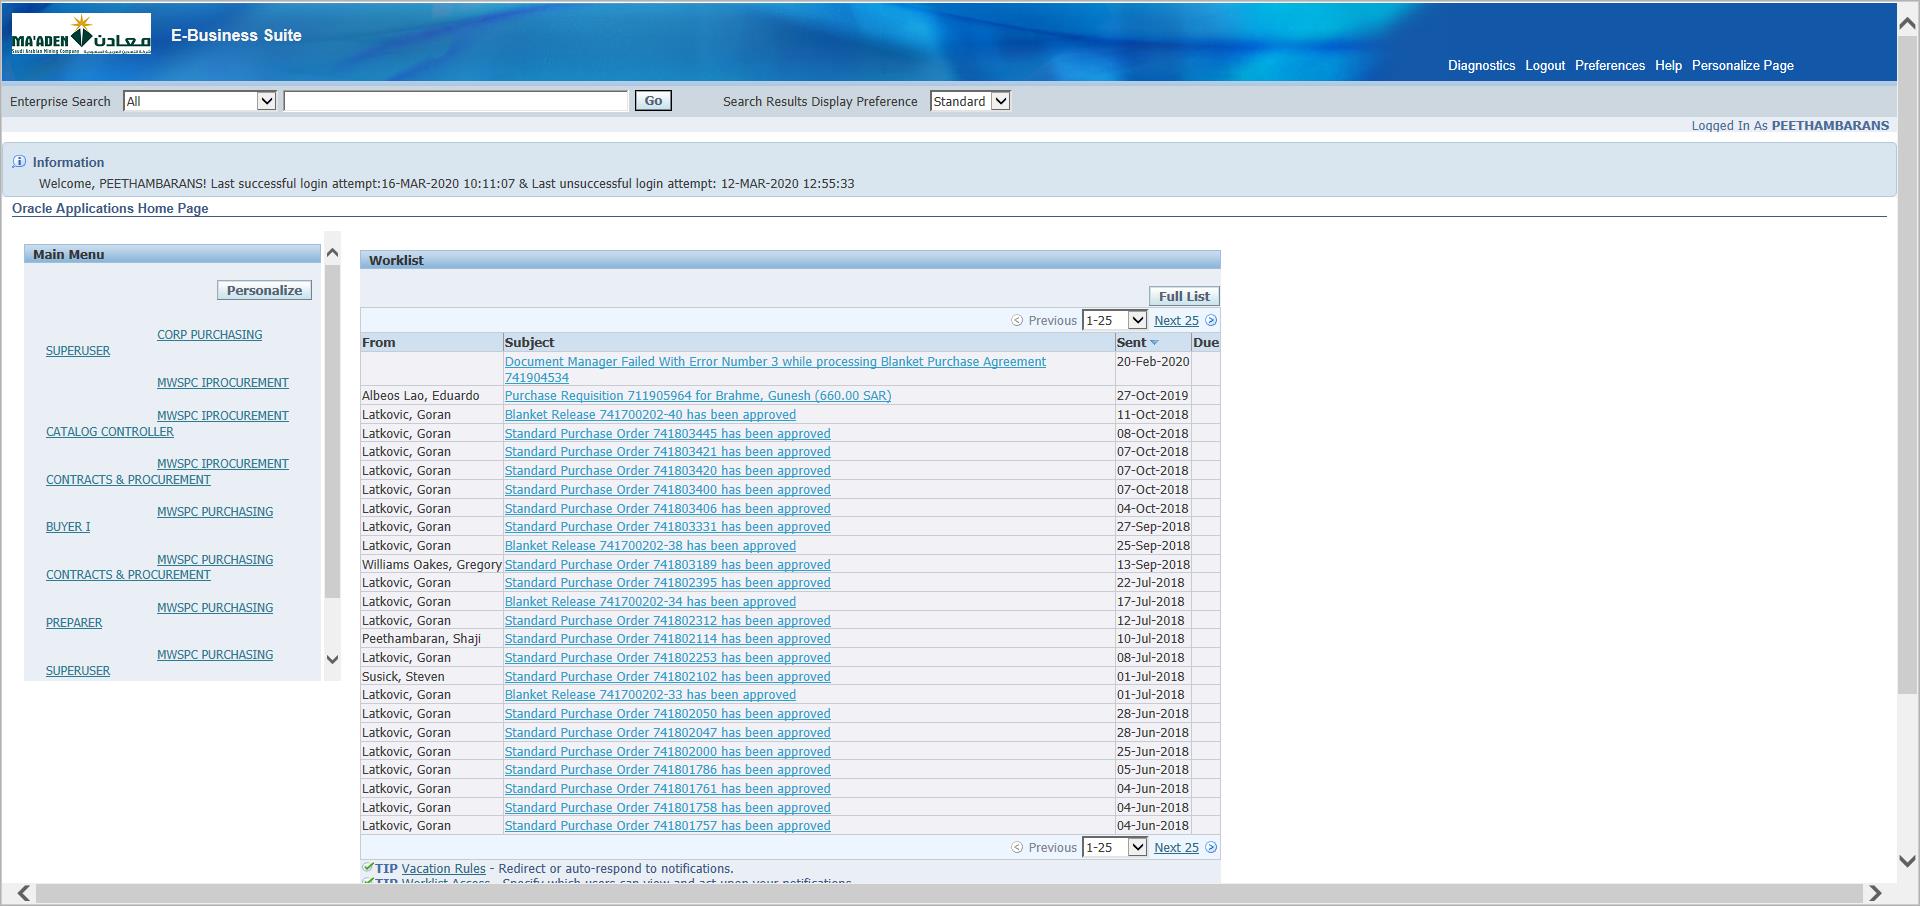 MA'ADEN معادن
Saudi Arabian Mining Company
E-Business Suite
Diagnostics Logout Preferences Help Personalize Page
Enterprise Search All Go Search Results Display Preference Standard
Logged In As PEETHAMBARANS
Information
Welcome, PEETHAMBARANS! Last successful login attempt:16-MAR-2020 10:11:07 & Last unsuccessful login attempt: 12-MAR-2020 12:55:33
Oracle Applications Home Page
Main Menu
Personalize
CORP PURCHASING
SUPERUSER
MWSPC IPROCUREMENT
MWSPC IPROCUREMENT
CATALOG CONTROLLER
MWSPC IPROCUREMENT
CONTRACTS & PROCUREMENT
MWSPC PURCHASING
BUYER I
MWSPC PURCHASING
CONTRACTS & PROCUREMENT
MWSPC PURCHASING
PREPARER
MWSPC PURCHASING
SUPERUSER
Worklist
Full List
Previous 1-25 Next 25
From Subject Sent Due
Document Manager Failed With Error Number 3 while processing Blanket Purchase Agreement 20-Feb-2020
741904534
Albeos Lao, Eduardo Purchase Requisition 711905964 for Brahme, Gunesh (660.00 SAR) 27-Oct-2019
Latkovic, Goran Blanket Release 741700202-40 has been approved 11-Oct-2018
Latkovic, Goran Standard Purchase Order 741803445 has been approved 08-Oct-2018
Latkovic, Goran Standard Purchase Order 741803421 has been approved 07-Oct-2018
Latkovic, Goran Standard Purchase Order 741803420 has been approved 07-Oct-2018
Latkovic, Goran Standard Purchase Order 741803400 has been approved 07-Oct-2018
Latkovic, Goran Standard Purchase Order 741803406 has been approved 04-Oct-2018
Latkovic, Goran Standard Purchase Order 741803331 has been approved 27-Sep-2018
Latkovic, Goran Blanket Release 741700202-38 has been approved 25-Sep-2018
Williams Oakes, Gregory Standard Purchase Order 741803189 has been approved 13-Sep-2018
Latkovic, Goran Standard Purchase Order 741802395 has been approved 22-Jul-2018
Latkovic, Goran Blanket Release 741700202-34 has been approved 17-Jul-2018
Latkovic, Goran Standard Purchase Order 741802312 has been approved 12-Jul-2018
Peethambaran, Shaji Standard Purchase Order 741802114 has been approved 10-Jul-2018
Latkovic, Goran Standard Purchase Order 741802253 has been approved 08-Jul-2018
Susick, Steven Standard Purchase Order 741802102 has been approved 01-Jul-2018
Latkovic, Goran Blanket Release 741700202-33 has been approved 01-Jul-2018
Latkovic, Goran Standard Purchase Order 741802050 has been approved 28-Jun-2018
Latkovic, Goran Standard Purchase Order 741802047 has been approved 28-Jun-2018
Latkovic, Goran Standard Purchase Order 741802000 has been approved 25-Jun-2018
Latkovic, Goran Standard Purchase Order 741801786 has been approved 05-Jun-2018
Latkovic, Goran Standard Purchase Order 741801761 has been approved 04-Jun-2018
Latkovic, Goran Standard Purchase Order 741801758 has been approved 04-Jun-2018
Latkovic, Goran Standard Purchase Order 741801757 has been approved 04-Jun-2018
Previous 1-25 Next 25
TIP Vacation Rules - Redirect or auto-respond to notifications.
TIP Worklist Access - Specify which users can view and act upon your notifications.